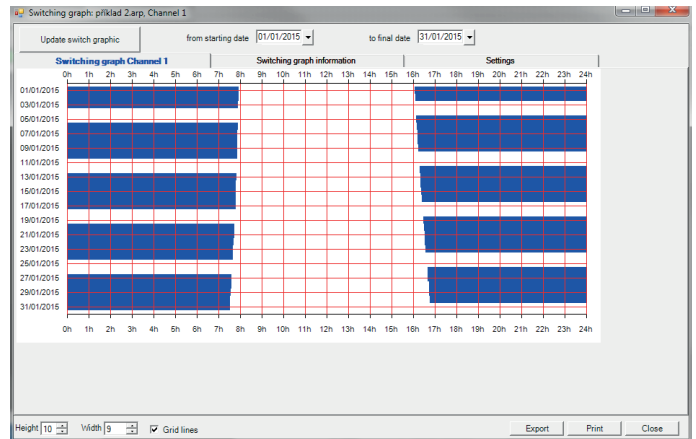 Switching graph: příklad 2.arp, Channel 1
Update switch graphic from starting date 01/01/2015 to final date 31/01/2015
Switching graph Channel 1 Switching graph information Settings
0h 1h 2h 3h 4h 5h 6h 7h 8h 9h 10h 11h 12h 13h 14h 15h 16h 17h 18h 19h 20h 21h 22h 23h 24h
01/01/2015
03/01/2015
05/01/2015
07/01/2015
09/01/2015
11/01/2015
13/01/2015
15/01/2015
17/01/2015
19/01/2015
21/01/2015
23/01/2015
25/01/2015
27/01/2015
29/01/2015
31/01/2015
0h 1h 2h 3h 4h 5h 6h 7h 8h 9h 10h 11h 12h 13h 14h 15h 16h 17h 18h 19h 20h 21h 22h 23h 24h
Height 10 Width 9 Grid lines Export Print Close